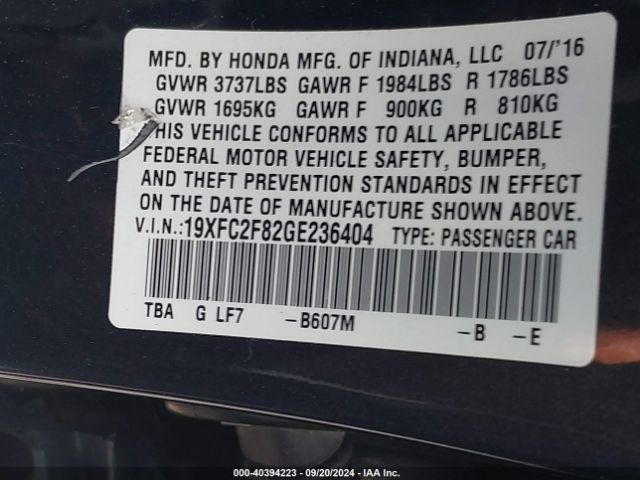 MFD. BY HONDA MFG. OF INDIANA, LLC 07/'16
GVWR 3737LBS GAWR F 1984LBS R 1786LBS
GVWR 1695KG GAWR F 900KG R 810KG
THIS VEHICLE CONFORMS TO ALL APPLICABLE
FEDERAL MOTOR VEHICLE SAFETY, BUMPER,
AND THEFT PREVENTION STANDARDS IN EFFECT
ON THE DATE OF MANUFACTURE SHOWN ABOVE.
V.I.N.:19XFC2F82GE236404 TYPE: PASSENGER CAR
TBA G LF7 -B607M -B -E
000-40394223 - 09/20/2024 - IAA Inc.